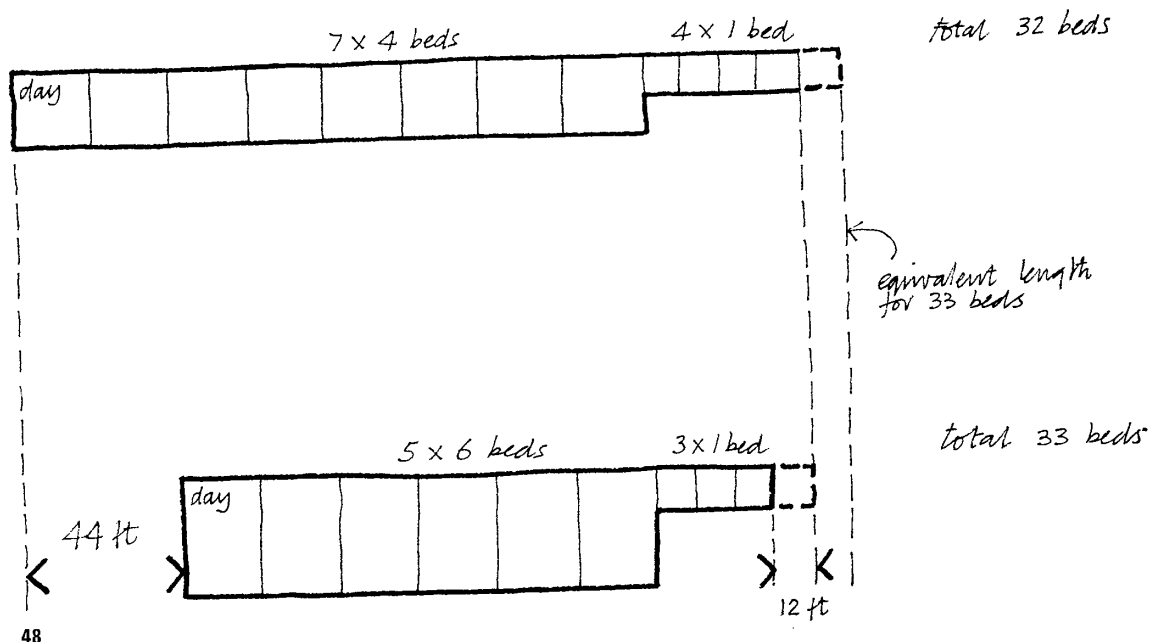 7 x 4 beds
4 x 1 bed
total 32 beds
day
equivalent length
for 33 beds
5 x 6 beds
3 x 1 bed
total 33 beds
day
44 ft
12 ft
48